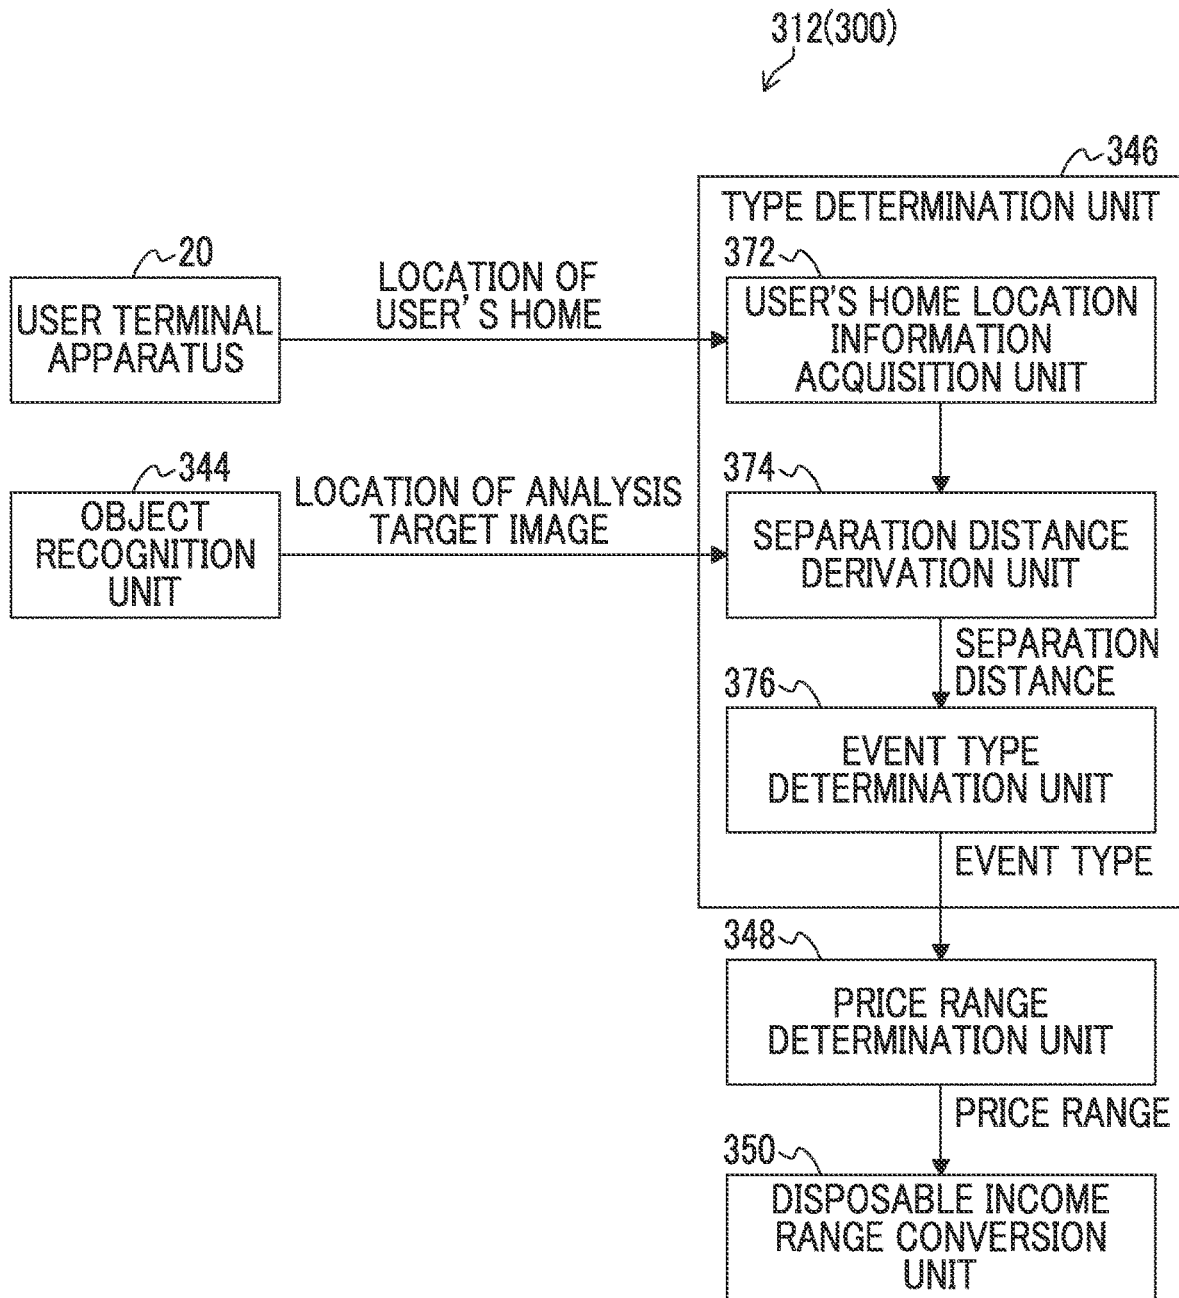 312(300)
346
TYPE DETERMINATION UNIT
20
USER TERMINAL
APPARATUS
LOCATION OF
USER'S HOME
372
USER'S HOME LOCATION
INFORMATION
ACQUISITION UNIT
344
OBJECT
RECOGNITION
UNIT
LOCATION OF ANALYSIS
TARGET IMAGE
374
SEPARATION DISTANCE
DERIVATION UNIT
SEPARATION
DISTANCE
376
EVENT TYPE
DETERMINATION UNIT
EVENT TYPE
348
PRICE RANGE
DETERMINATION UNIT
PRICE RANGE
350
DISPOSABLE INCOME
RANGE CONVERSION
UNIT